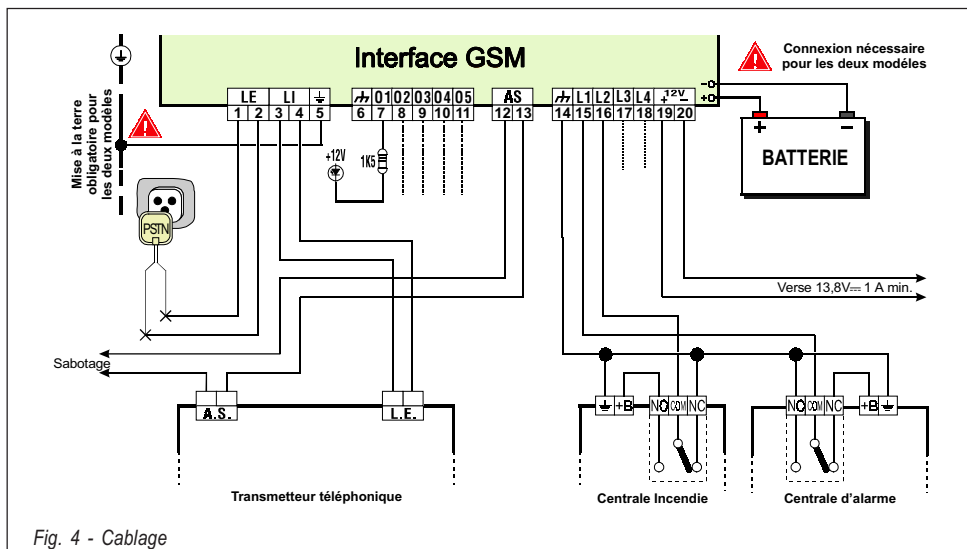 Interface GSM
Connexion nécessaire
pour les deux modéles
Mise à la terre
obligatoire pour
les deux modèles
LE LI ⏚ 01 02 03 04 05 AS L1 L2 L3 L4 +12V–
1 2 3 4 5 6 7 8 9 10 11 12 13 14 15 16 17 18 19 20
– +
+ –
BATTERIE
+12V
1K5
PSTN
Verse 13,8V⎓ 1 A min.
Sabotage
A.S. L.E.
⏚ +B NO COM NC
NO COM NC +B ⏚
Transmetteur téléphonique
Centrale Incendie
Centrale d'alarme
Fig. 4 - Cablage